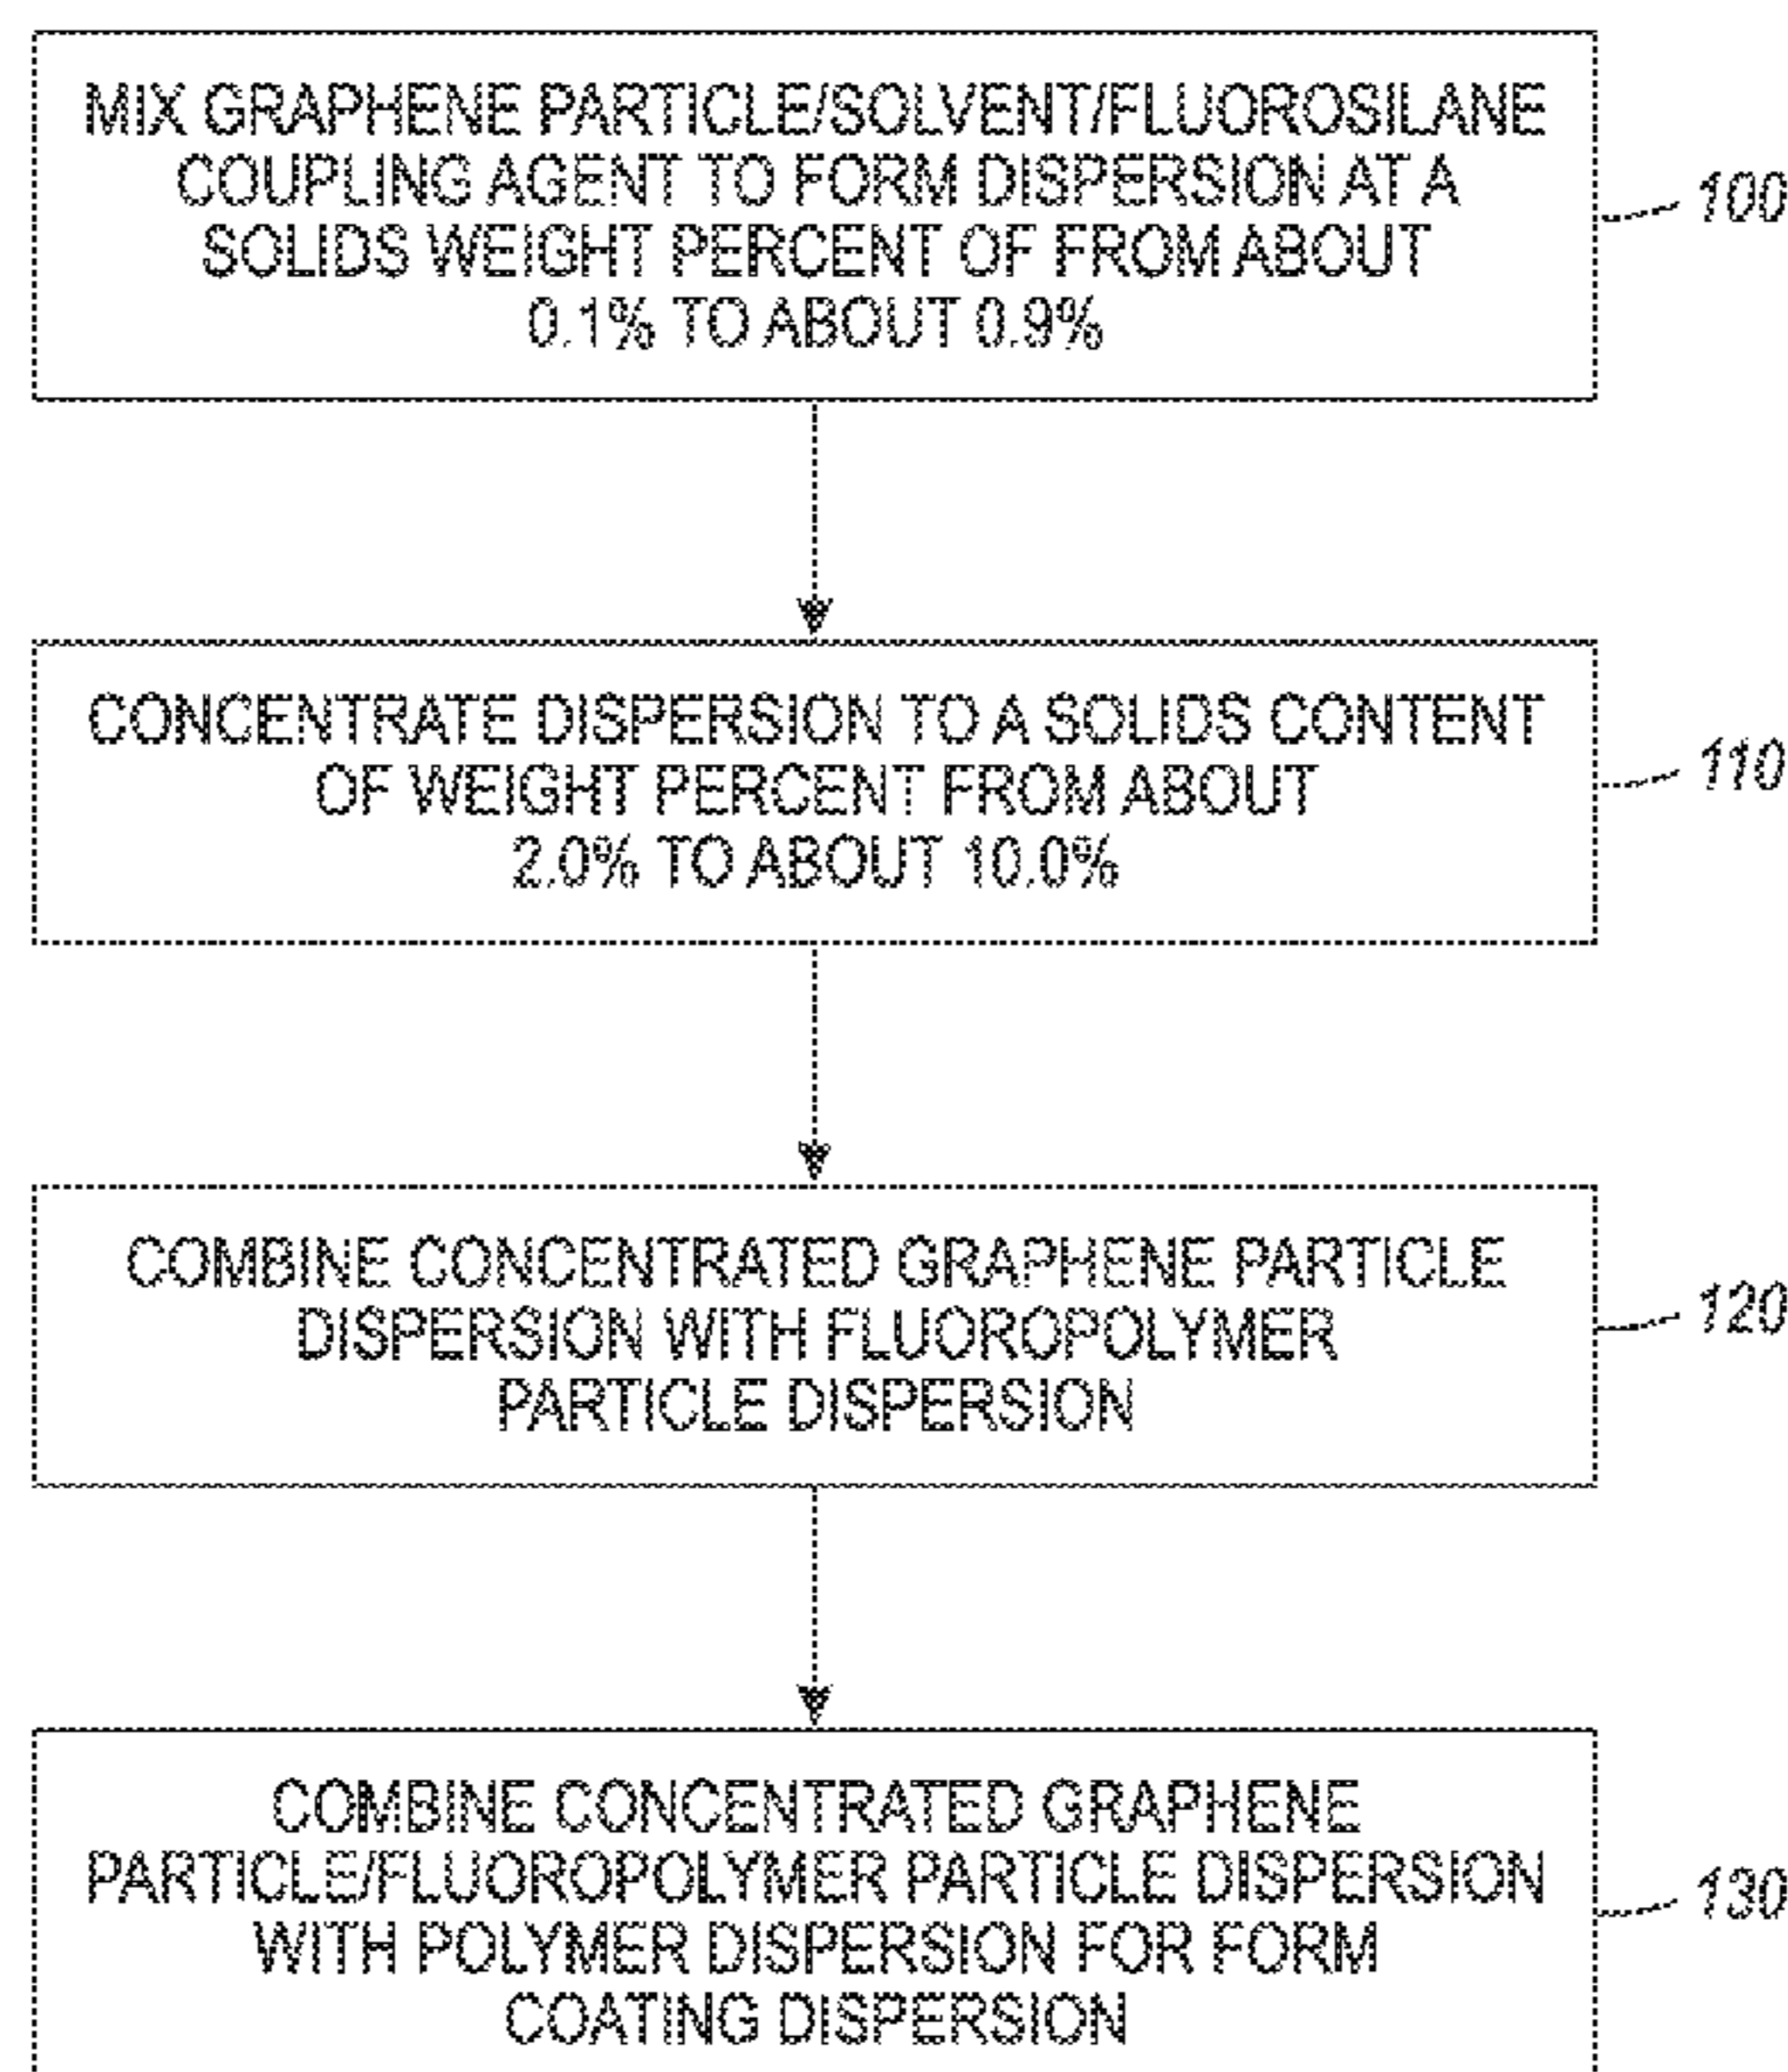 MIX GRAPHENE PARTICLE/SOLVENT/FLUOROSILANE
COUPLING AGENT TO FORM DISPERSION AT A
SOLIDS WEIGHT PERCENT OF FROM ABOUT
0.1% TO ABOUT 0.9%
100
CONCENTRATE DISPERSION TO A SOLIDS CONTENT
OF WEIGHT PERCENT FROM ABOUT
2.0% TO ABOUT 10.0%
110
COMBINE CONCENTRATED GRAPHENE PARTICLE
DISPERSION WITH FLUOROPOLYMER
PARTICLE DISPERSION
120
COMBINE CONCENTRATED GRAPHENE
PARTICLE/FLUOROPOLYMER PARTICLE DISPERSION
WITH POLYMER DISPERSION FOR FORM
COATING DISPERSION
130